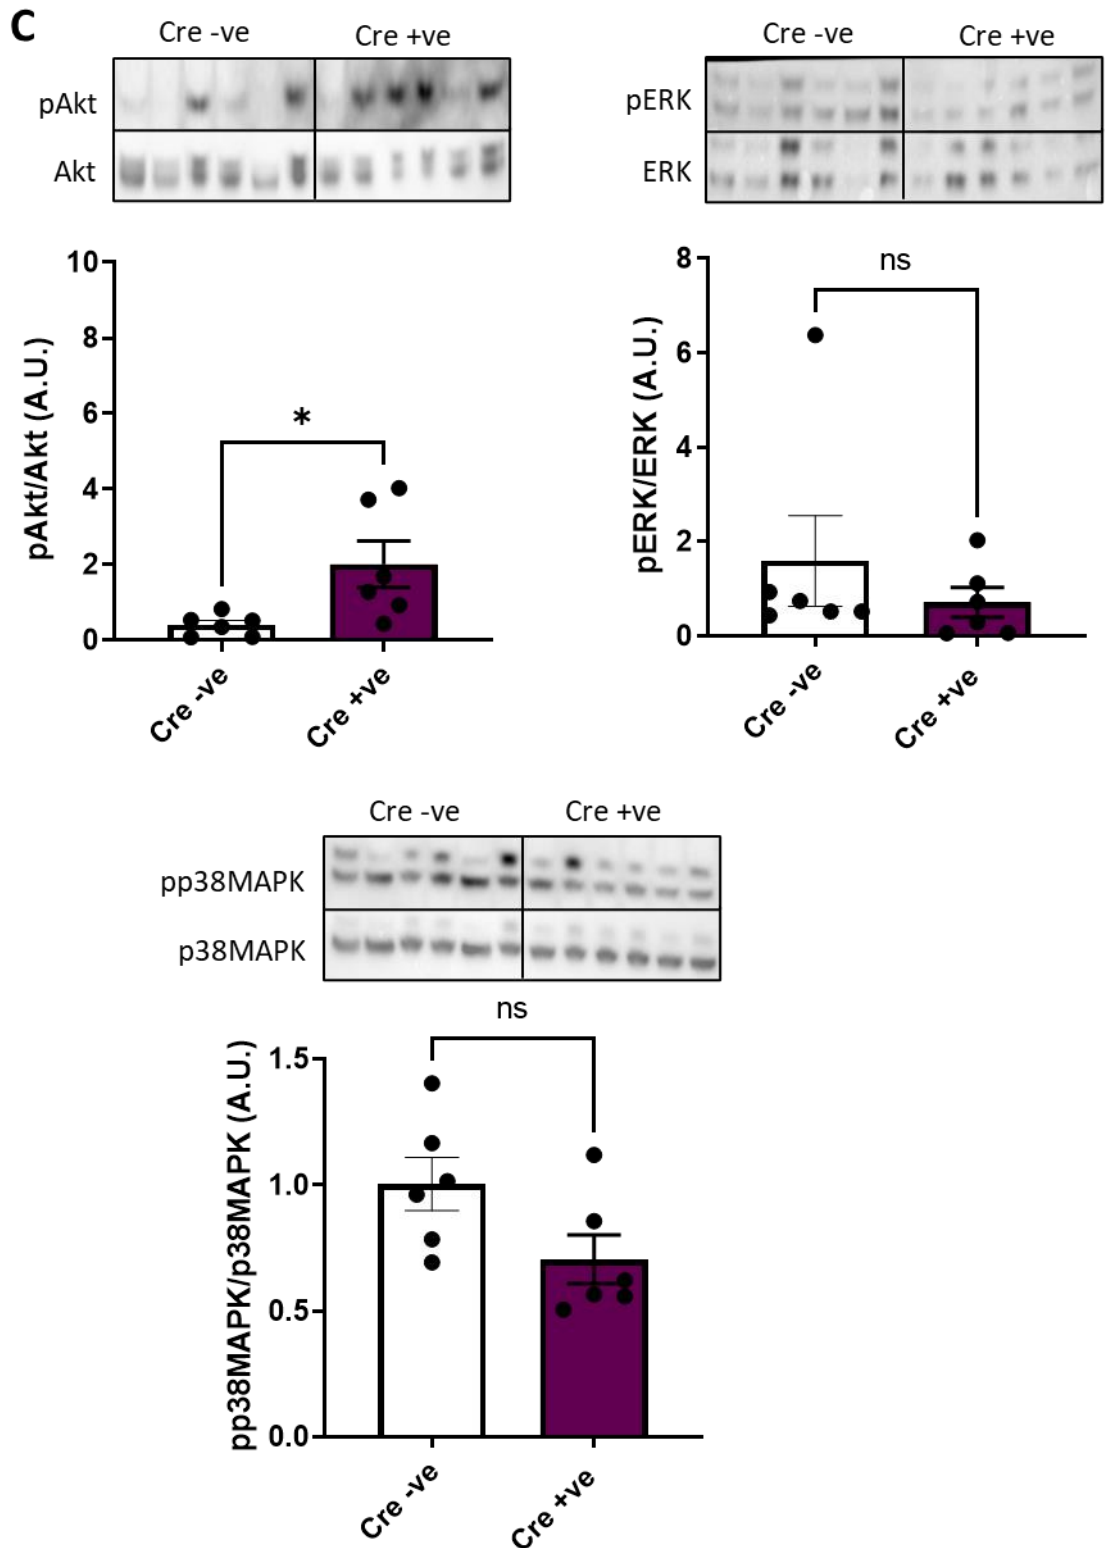 C
Cre -ve Cre +ve
pAkt
Akt
10
8
6
4
2
0
pAkt/Akt (A.U.)
*
Cre -ve
Cre +ve
Cre -ve Cre +ve
pERK
ERK
8
6
4
2
0
pERK/ERK (A.U.)
ns
Cre -ve
Cre +ve
Cre -ve Cre +ve
pp38MAPK
p38MAPK
ns
1.5
1.0
0.5
0.0
pp38MAPK/p38MAPK (A.U.)
Cre -ve
Cre +ve